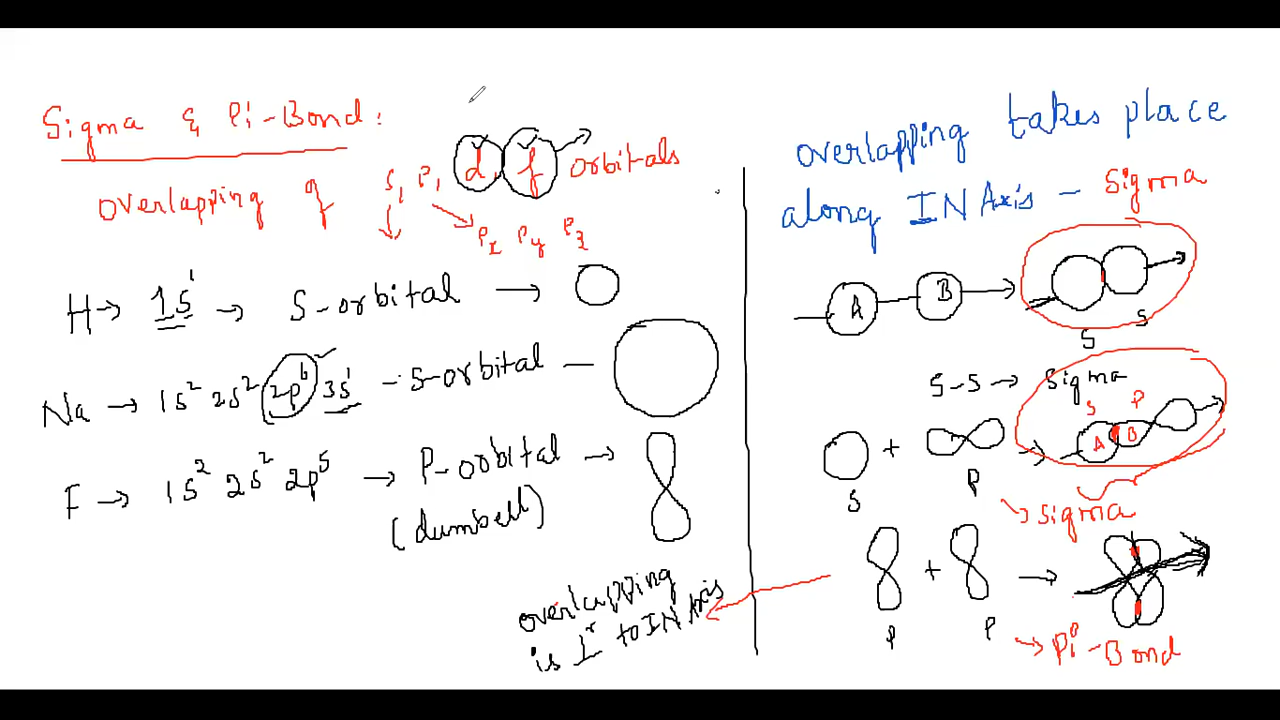 Sigma & Pi-Bond:
overlapping of s, p, d, f orbitals
Px Py Pz
H → 1s¹ → S-orbital →
Na → 1s² 2s² 2p⁶ 3s¹ - S-orbital –
F → 1s² 2s² 2p⁵ → P-orbital →
(dumbell)
overlapping
is ⊥r to IN Axis
overlapping takes place
along IN Axis - Sigma
A B →
S S
S-S → Sigma
S P
S + P → A B
→ Sigma
P + P →
→ Pi-Bond